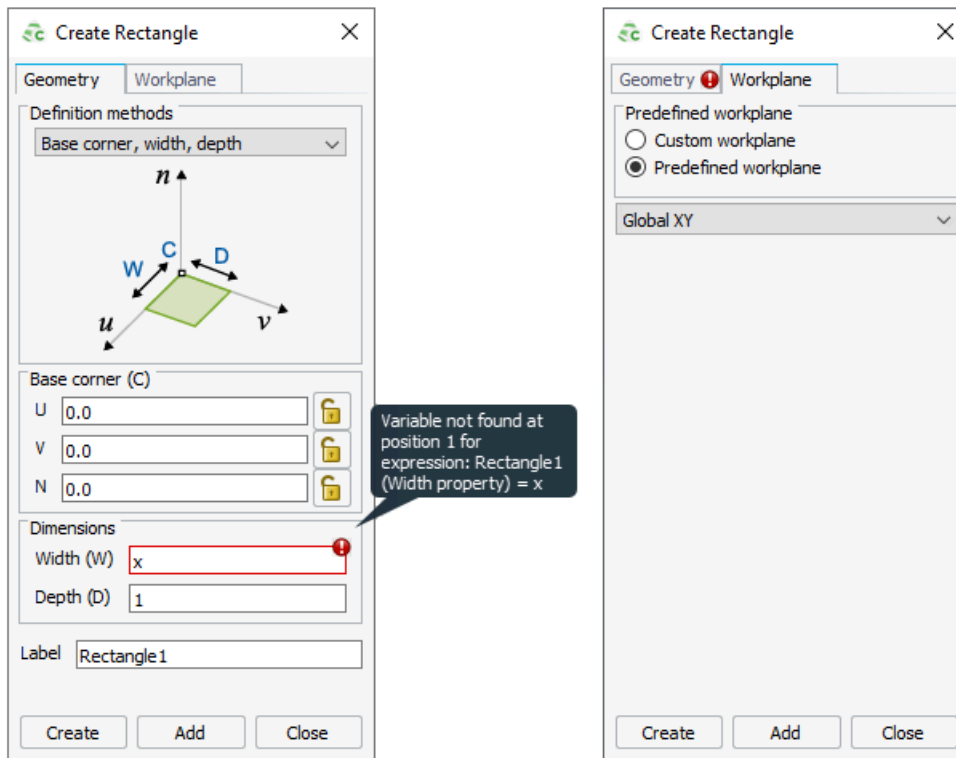 Create Rectangle
Geometry Workplane
Definition methods
Base corner, width, depth
n
C
D
W
u
v
Base corner (C)
U 0.0
V 0.0
N 0.0
Variable not found at
position 1 for
expression: Rectangle1
(Width property) = x
Dimensions
Width (W) x
Depth (D) 1
Label Rectangle1
Create Add Close
Create Rectangle
Geometry Workplane
Predefined workplane
Custom workplane
Predefined workplane
Global XY
Create Add Close